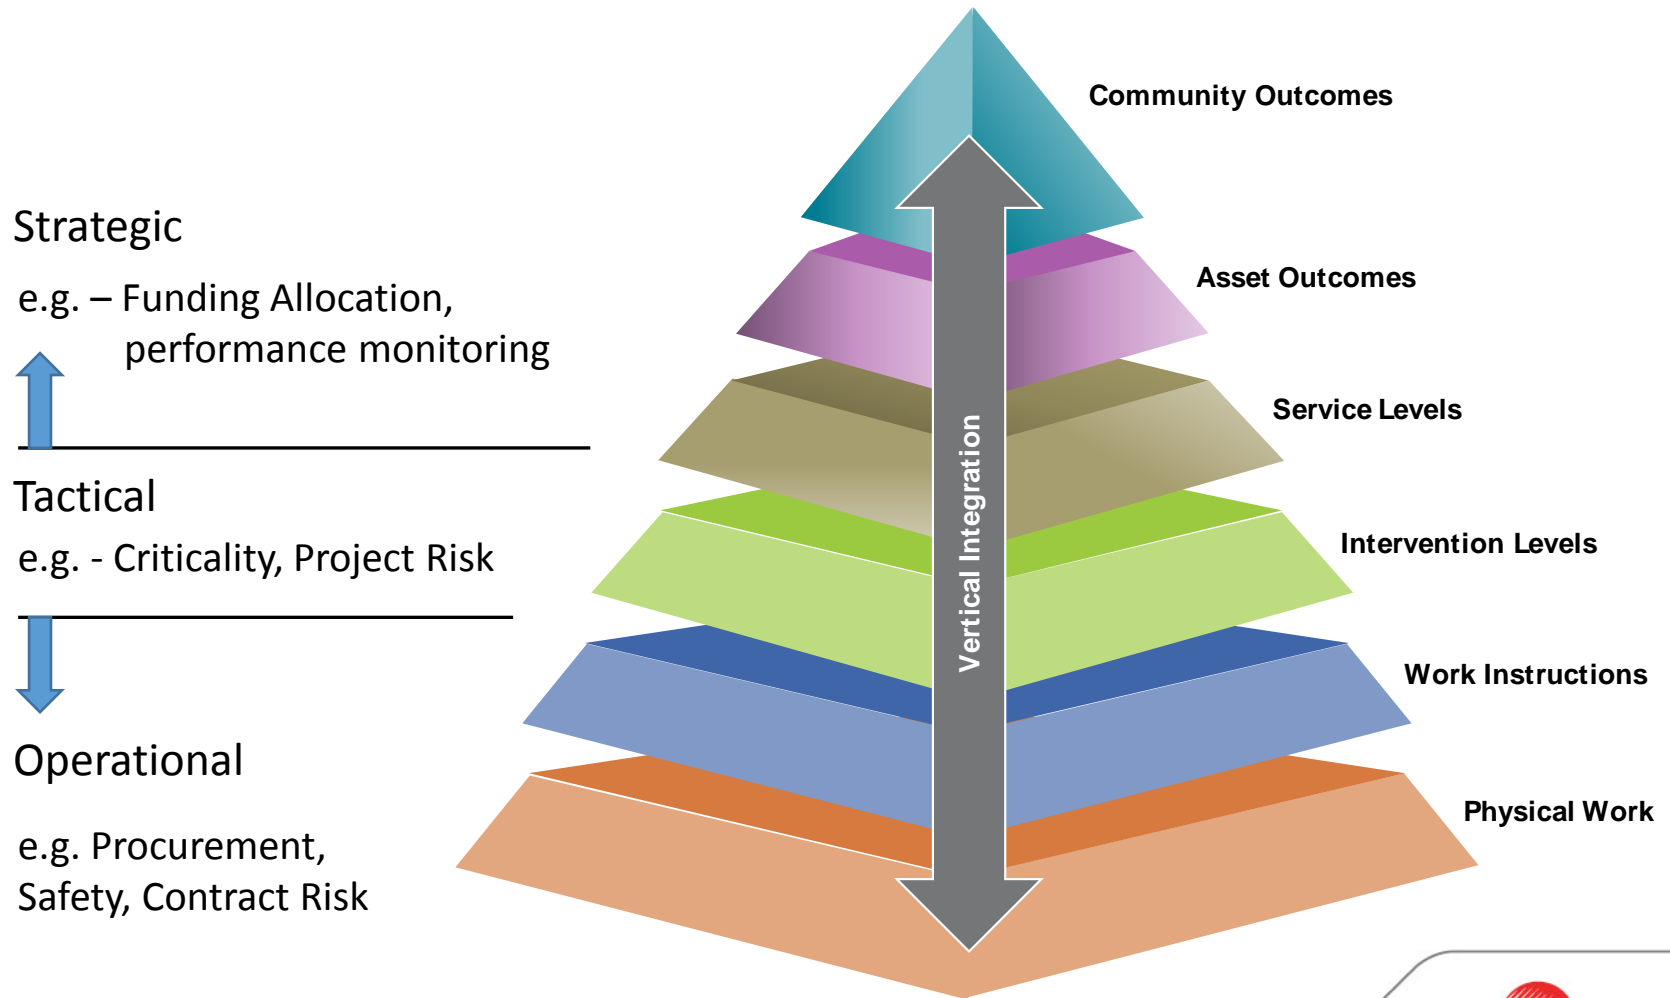 Community Outcomes
Strategic
Asset Outcomes
e.g. – Funding Allocation,
performance monitoring
Service Levels
Tactical
Vertical Integration
e.g. - Criticality, Project Risk
Intervention Levels
Work Instructions
Operational
Physical Work
e.g. Procurement,
Safety, Contract Risk